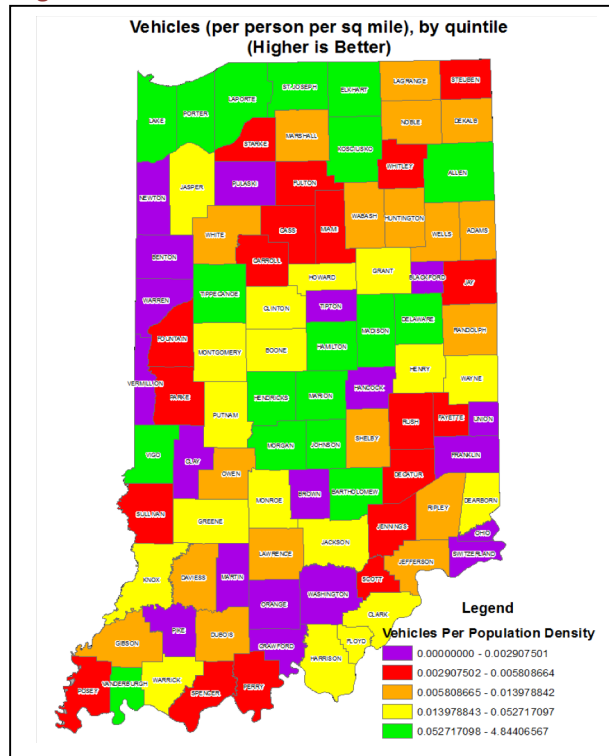 Vehicles (per person per sq mile), by quintile
(Higher is Better)
LAGRANGE STEUBEN
LAKE PORTER LAPORTE ST JOSEPH ELKHART
NOBLE DEKALB
STARKE MARSHALL KOSCIUSKO
WHITLEY ALLEN
NEWTON JASPER PULASKI FULTON
WABASH HUNTINGTON
WHITE CASS MIAMI WELLS ADAMS
BENTON CARROLL
HOWARD GRANT BLACKFORD JAY
WARREN TIPPECANOE CLINTON TIPTON
MADISON DELAWARE RANDOLPH
FOUNTAIN MONTGOMERY BOONE HAMILTON
VERMILLION HENRY WAYNE
PARKE PUTNAM HENDRICKS MARION HANCOCK
RUSH FAYETTE UNION
VIGO CLAY MORGAN JOHNSON SHELBY
OWEN DECATUR FRANKLIN
SULLIVAN GREENE MONROE BROWN BARTHOLOMEW
RIPLEY DEARBORN
JENNINGS OHIO
KNOX DAVIESS MARTIN LAWRENCE JACKSON
JEFFERSON SWITZERLAND
SCOTT
ORANGE WASHINGTON
GIBSON PIKE DUBOIS CLARK
CRAWFORD FLOYD
HARRISON
POSEY VANDERBURGH WARRICK SPENCER PERRY
Legend
Vehicles Per Population Density
0.00000000 - 0.002907501
0.002907502 - 0.005808664
0.005808665 - 0.013978842
0.013978843 - 0.052717097
0.052717098 - 4.84406567